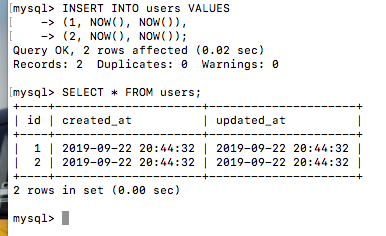 [mysql> INSERT INTO users VALUES
    -> (1, NOW(), NOW()),
    -> (2, NOW(), NOW());
Query OK, 2 rows affected (0.02 sec)
Records: 2  Duplicates: 0  Warnings: 0

[mysql> SELECT * FROM users;
+----+---------------------+---------------------+
| id | created_at          | updated_at          |
+----+---------------------+---------------------+
|  1 | 2019-09-22 20:44:32 | 2019-09-22 20:44:32 |
|  2 | 2019-09-22 20:44:32 | 2019-09-22 20:44:32 |
+----+---------------------+---------------------+
2 rows in set (0.00 sec)

mysql>